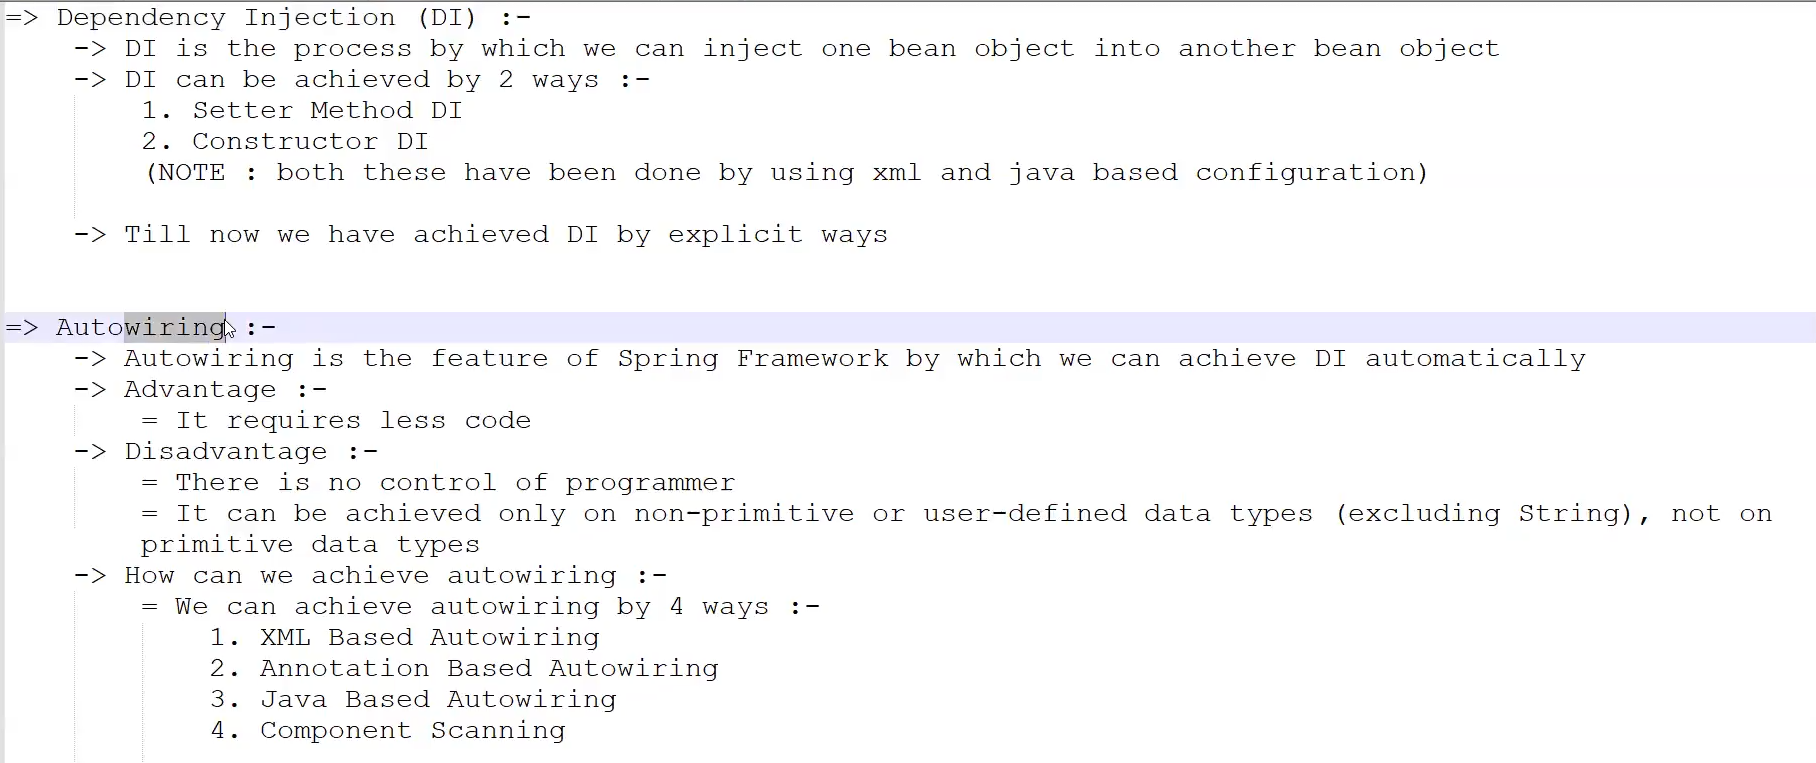 => Dependency Injection (DI) :-
-> DI is the process by which we can inject one bean object into another bean object
-> DI can be achieved by 2 ways :-
1. Setter Method DI
2. Constructor DI
(NOTE : both these have been done by using xml and java based configuration)
-> Till now we have achieved DI by explicit ways
=> Autowiring :-
-> Autowiring is the feature of Spring Framework by which we can achieve DI automatically
-> Advantage :-
= It requires less code
-> Disadvantage :-
= There is no control of programmer
= It can be achieved only on non-primitive or user-defined data types (excluding String), not on
primitive data types
-> How can we achieve autowiring :-
= We can achieve autowiring by 4 ways :-
1. XML Based Autowiring
2. Annotation Based Autowiring
3. Java Based Autowiring
4. Component Scanning